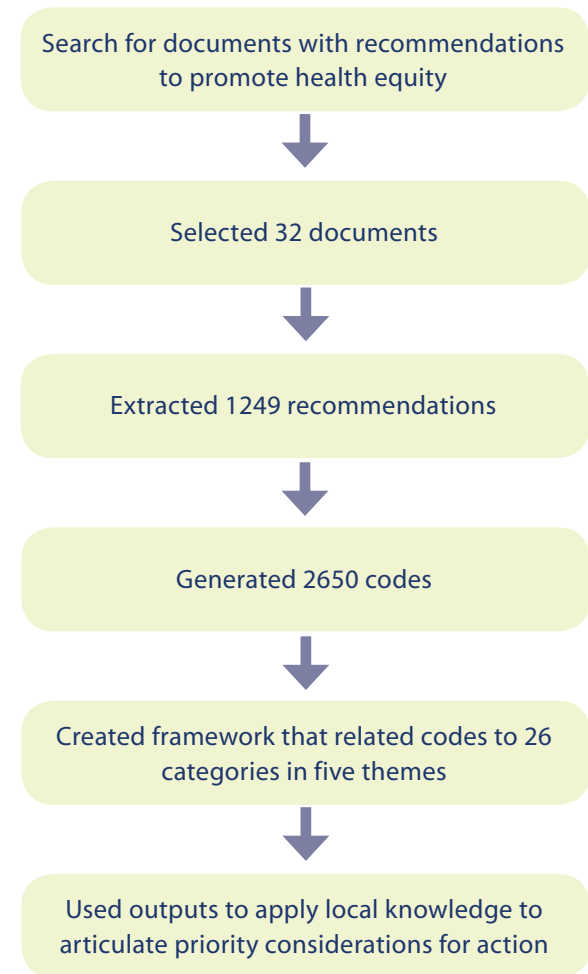 Search for documents with recommendations
to promote health equity
Selected 32 documents
Extracted 1249 recommendations
Generated 2650 codes
Created framework that related codes to 26
categories in five themes
Used outputs to apply local knowledge to
articulate priority considerations for action